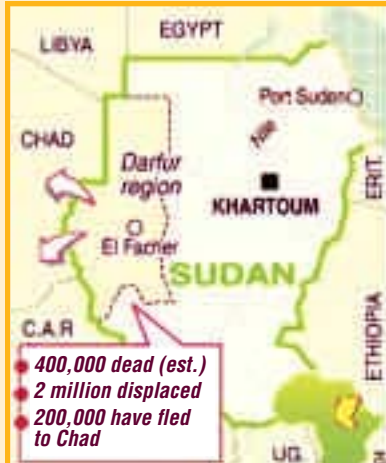 EGYPT
LIBYA
Port Sudan
CHAD
Nile
Darfur
region
KHARTOUM
ERIT.
El Fasher
SUDAN
ETHIOPIA
C.A.R
400,000 dead (est.)
2 million displaced
200,000 have fled
to Chad
UG.